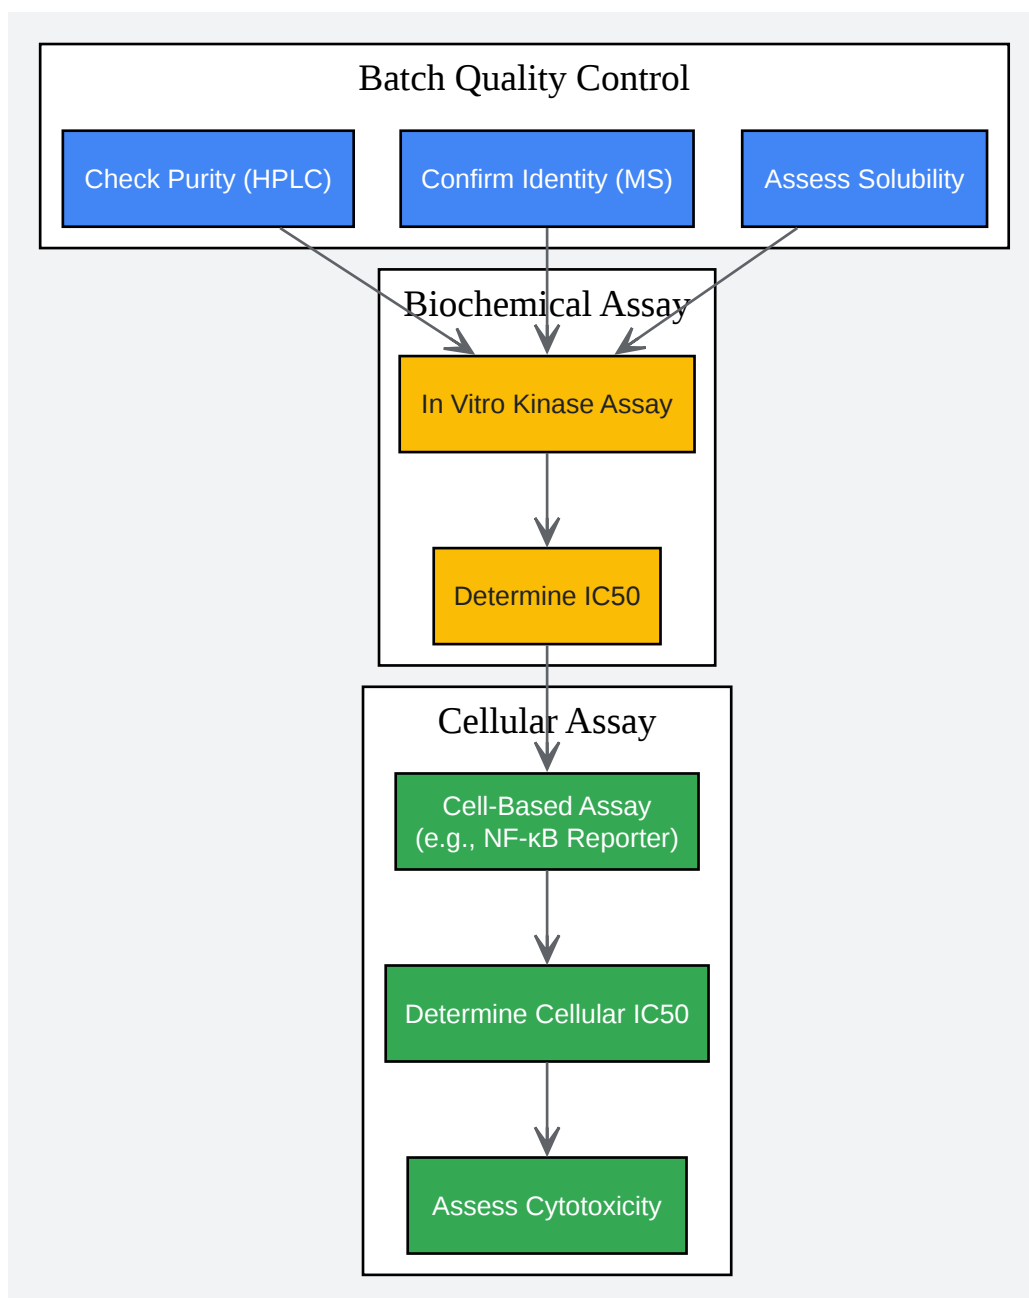 Batch Quality Control
Check Purity (HPLC)
Confirm Identity (MS)
Assess Solubility
Biochemical Assay
In Vitro Kinase Assay
Determine IC50
Cellular Assay
Cell-Based Assay
(e.g., NF-κB Reporter)
Determine Cellular IC50
Assess Cytotoxicity